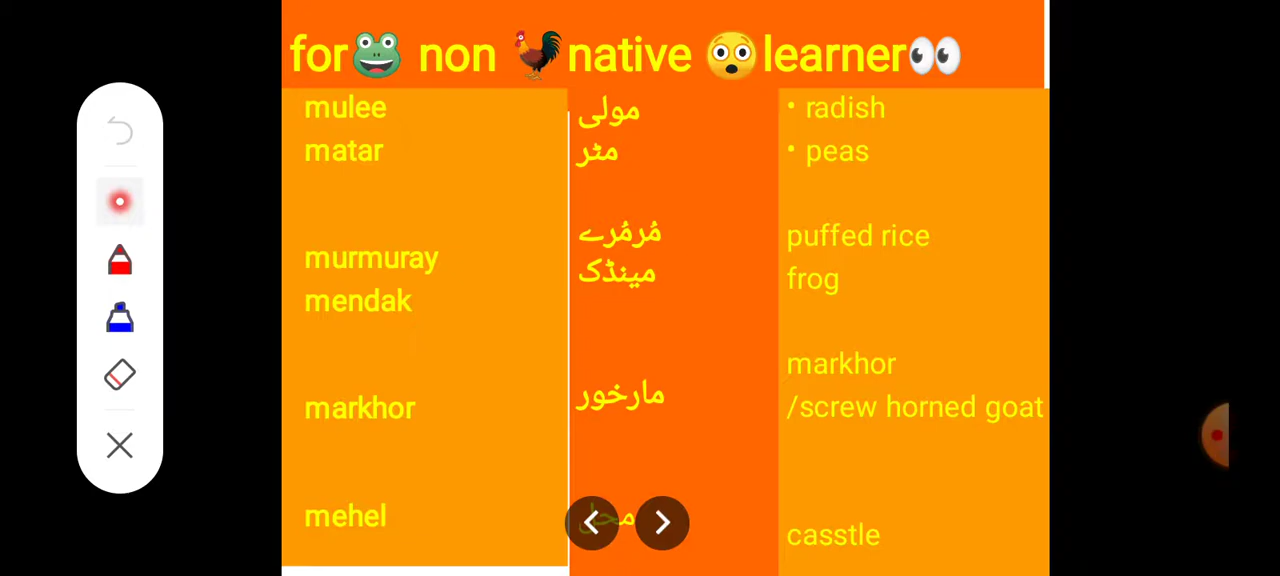 for🐸 non 🐓native 😲learner👀
mulee مولی • radish
matar مٹر • peas
murmuray مُرمُرے puffed rice
mendak مینڈک frog
markhor مارخور markhor
/screw horned goat
mehel محل casstle